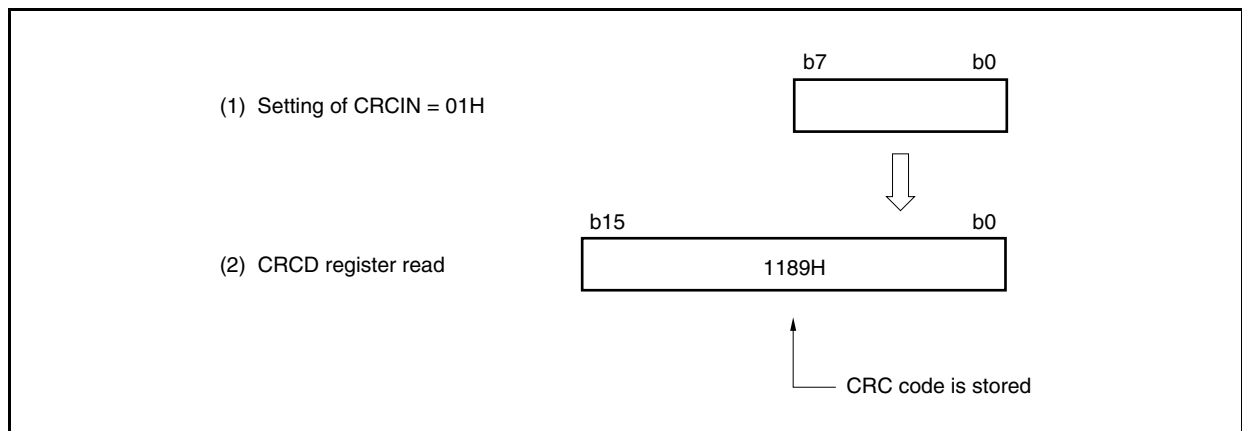 b7 b0
(1) Setting of CRCIN = 01H
b15 b0
(2) CRCD register read 1189H
CRC code is stored